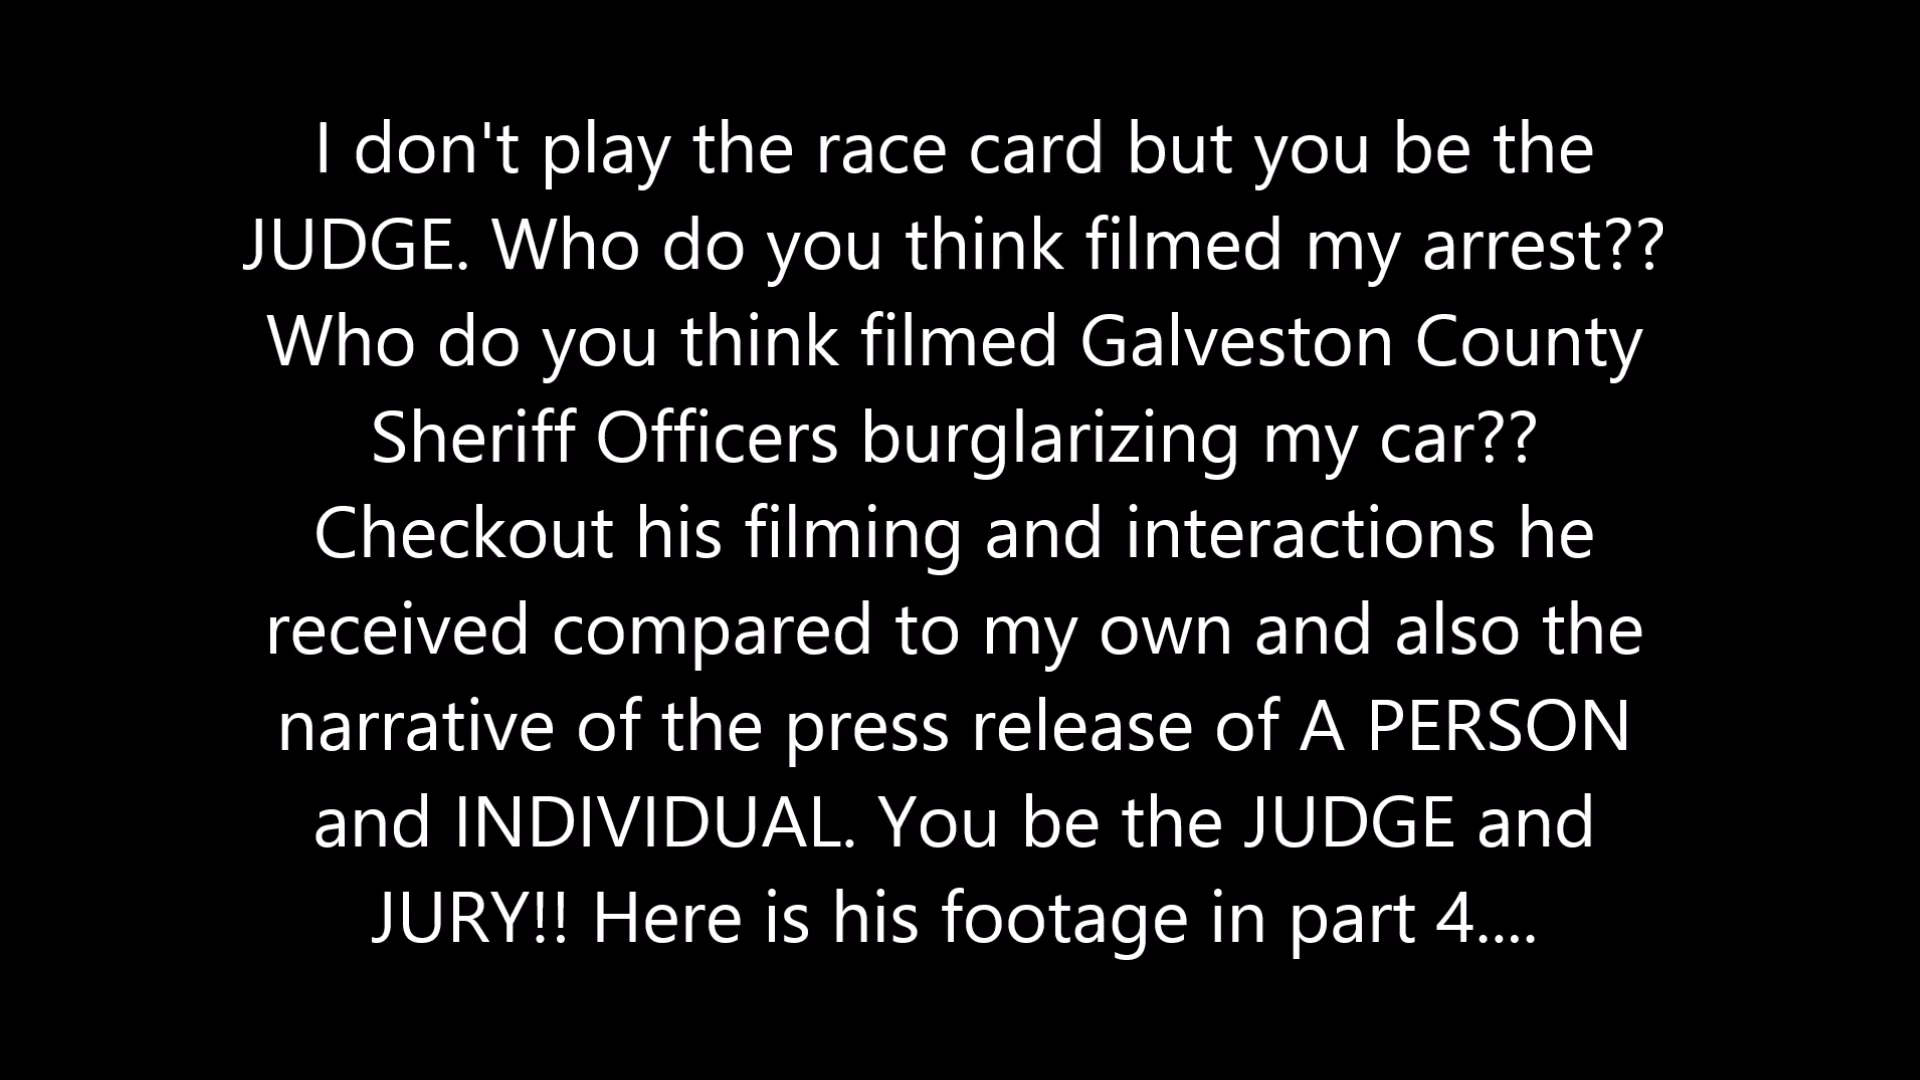 I don't play the race card but you be the
JUDGE. Who do you think filmed my arrest??
Who do you think filmed Galveston County
Sheriff Officers burglarizing my car??
Checkout his filming and interactions he
received compared to my own and also the
narrative of the press release of A PERSON
and INDIVIDUAL. You be the JUDGE and
JURY!! Here is his footage in part 4....